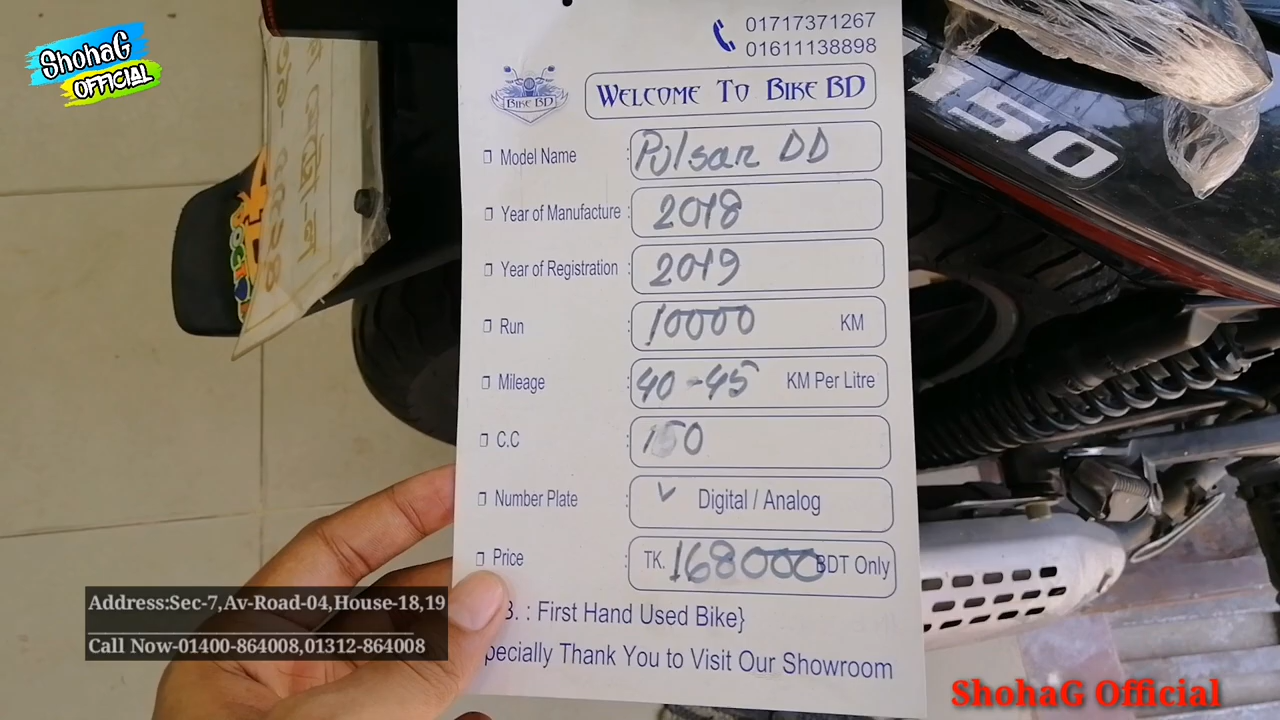 ShohaG
OFFICIAL
01717371267
01611138898
BIKE BD
WELCOME TO BIKE BD
Model Name : Pulsar DD
Year of Manufacture : 2018
Year of Registration : 2019
Run : 10000 KM
Mileage : 40-45 KM Per Litre
C.C : 150
Number Plate : ✓ Digital / Analog
Price : TK. 168000 BDT Only
B. : First Hand Used Bike}
pecially Thank You to Visit Our Showroom
150
Address:Sec-7,Av-Road-04,House-18,19
Call Now-01400-864008,01312-864008
ShohaG Official